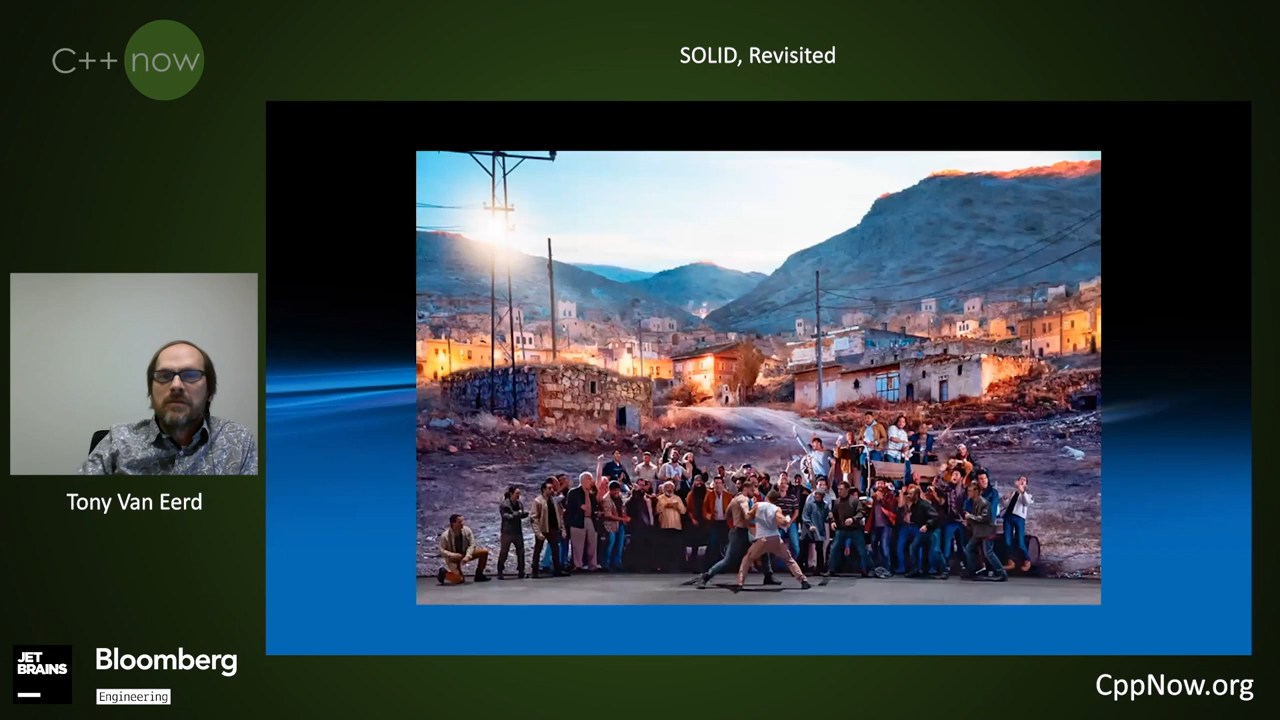 C++ now
SOLID, Revisited
Tony Van Eerd
JET
BRAINS
Bloomberg
Engineering
CppNow.org